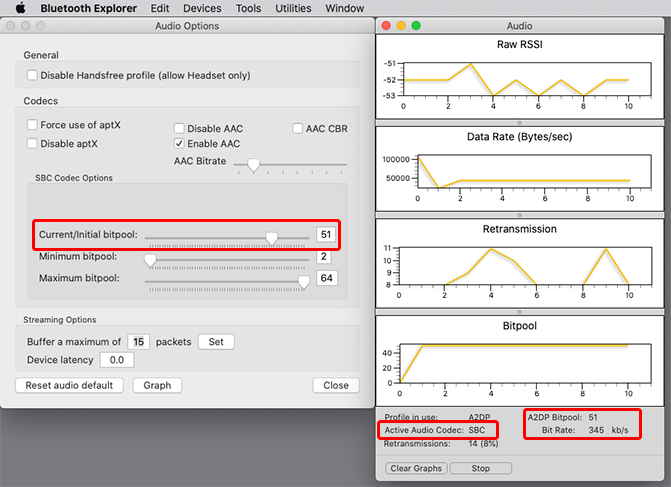 Bluetooth Explorer Edit Devices Tools Utilities Window
Audio Options
General
Disable Handsfree profile (allow Headset only)
Codecs
Force use of aptX
Disable AAC
AAC CBR
Disable aptX
Enable AAC
AAC Bitrate
SBC Codec Options
Current/Initial bitpool: 51
Minimum bitpool: 2
Maximum bitpool: 64
Streaming Options
Buffer a maximum of 15 packets Set
Device latency 0.0
Reset audio default Graph Close
Audio
Raw RSSI
-51
-52
-53
0 2 4 6 8 10
Data Rate (Bytes/sec)
100000
50000
0 2 4 6 8 10
Retransmission
11
10
9
8
0 2 4 6 8 10
Bitpool
40
20
0
0 2 4 6 8 10
Profile in use: A2DP
A2DP Bitpool: 51
Active Audio Codec: SBC
Bit Rate: 345 kb/s
Retransmissions: 14 (8%)
Clear Graphs Stop